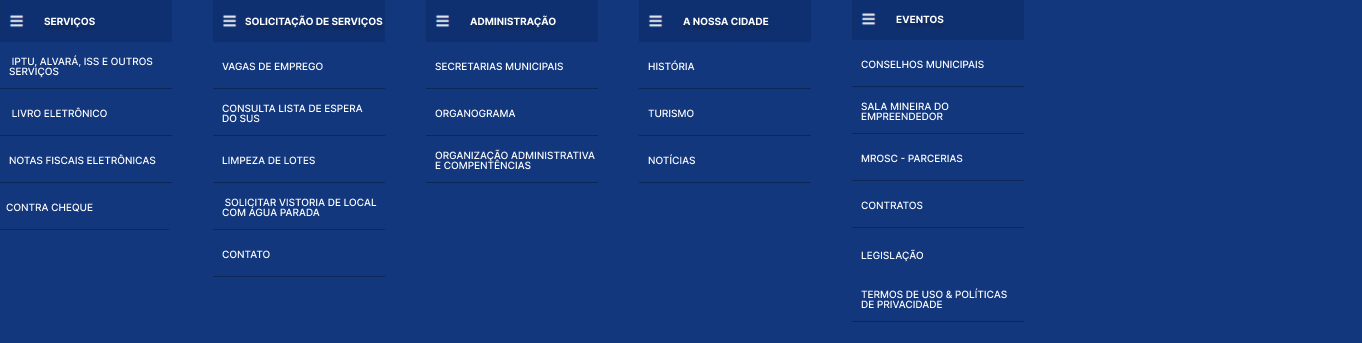 SERVIÇOS
IPTU, ALVARÁ, ISS E OUTROS
SERVIÇOS
LIVRO ELETRÔNICO
NOTAS FISCAIS ELETRÔNICAS
CONTRA CHEQUE
SOLICITAÇÃO DE SERVIÇOS
VAGAS DE EMPREGO
CONSULTA LISTA DE ESPERA
DO SUS
LIMPEZA DE LOTES
SOLICITAR VISTORIA DE LOCAL
COM ÁGUA PARADA
CONTATO
ADMINISTRAÇÃO
SECRETARIAS MUNICIPAIS
ORGANOGRAMA
ORGANIZAÇÃO ADMINISTRATIVA
E COMPENTÊNCIAS
A NOSSA CIDADE
HISTÓRIA
TURISMO
NOTÍCIAS
EVENTOS
CONSELHOS MUNICIPAIS
SALA MINEIRA DO
EMPREENDEDOR
MROSC - PARCERIAS
CONTRATOS
LEGISLAÇÃO
TERMOS DE USO & POLÍTICAS
DE PRIVACIDADE